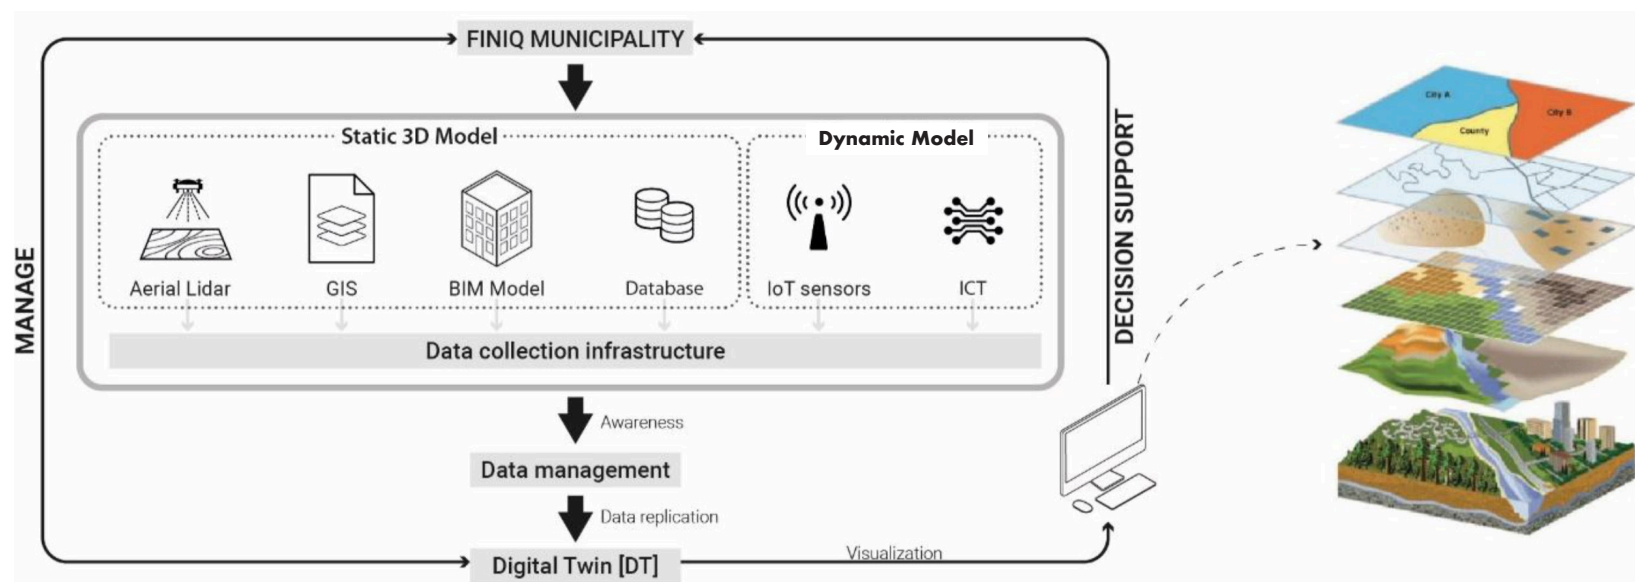 FINIQ MUNICIPALITY
Static 3D Model
Dynamic Model
Aerial Lidar
GIS
BIM Model
Database
IoT sensors
ICT
Data collection infrastructure
MANAGE
DECISION SUPPORT
Awareness
Data management
Data replication
Digital Twin [DT]
Visualization
City A
City B
County